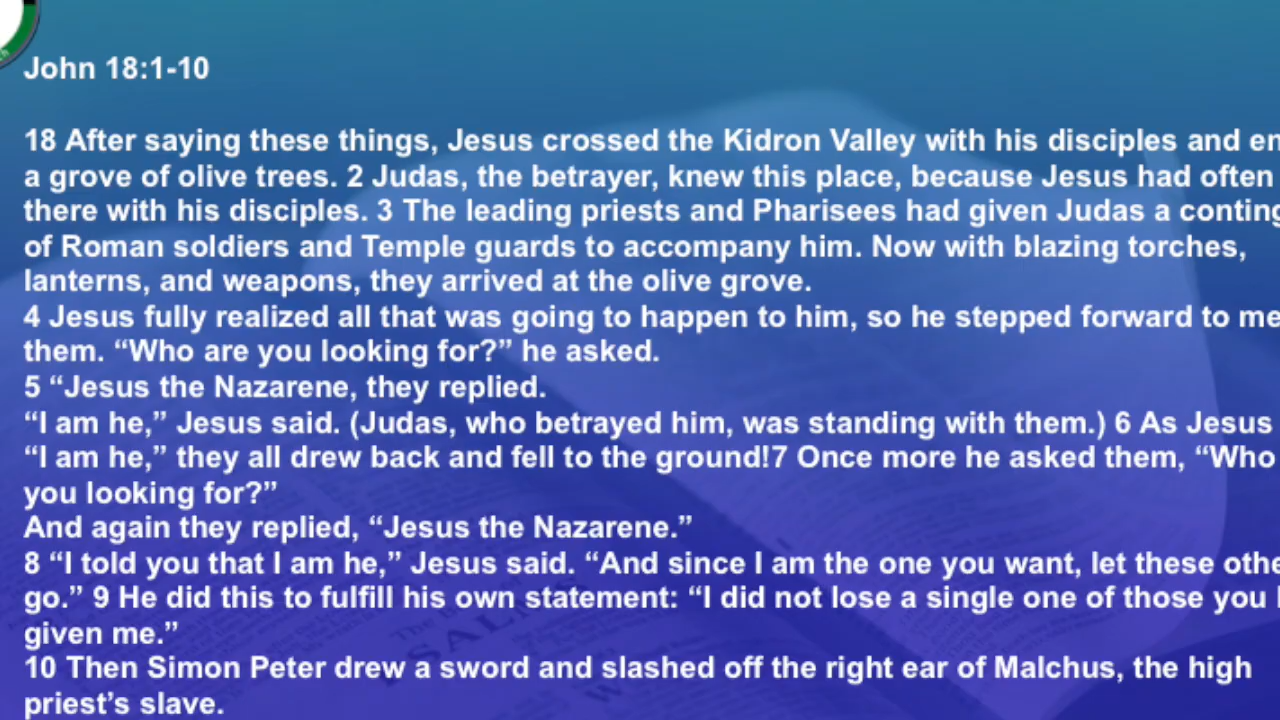 John 18:1-10
18 After saying these things, Jesus crossed the Kidron Valley with his disciples and
a grove of olive trees. 2 Judas, the betrayer, knew this place, because Jesus had often
there with his disciples. 3 The leading priests and Pharisees had given Judas a
of Roman soldiers and Temple guards to accompany him. Now with blazing torches,
lanterns, and weapons, they arrived at the olive grove.
4 Jesus fully realized all that was going to happen to him, so he stepped forward to
them. “Who are you looking for?” he asked.
5 “Jesus the Nazarene, they replied.
“I am he,” Jesus said. (Judas, who betrayed him, was standing with them.) 6 As Jesus
“I am he,” they all drew back and fell to the ground!7 Once more he asked them, “Who
you looking for?”
And again they replied, “Jesus the Nazarene.”
8 “I told you that I am he,” Jesus said. “And since I am the one you want, let these
go.” 9 He did this to fulfill his own statement: “I did not lose a single one of those you
given me.”
10 Then Simon Peter drew a sword and slashed off the right ear of Malchus, the high
priest’s slave.